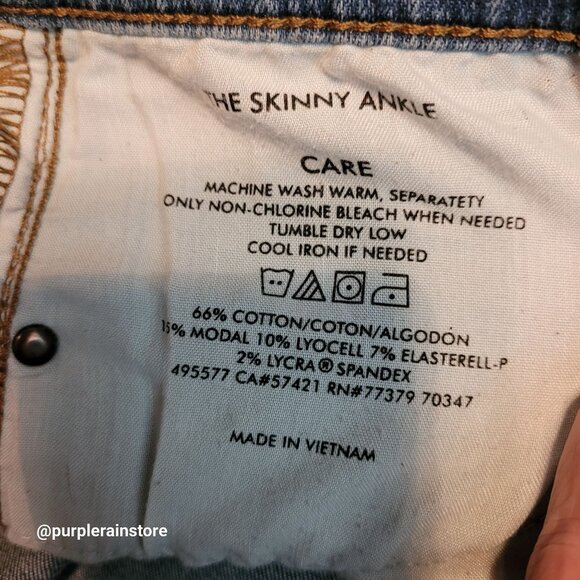 THE SKINNY ANKLE
CARE
MACHINE WASH WARM, SEPARATETY
ONLY NON-CHLORINE BLEACH WHEN NEEDED
TUMBLE DRY LOW
COOL IRON IF NEEDED
66% COTTON/COTON/ALGODÓN
15% MODAL 10% LYOCELL 7% ELASTERELL-P
2% LYCRA® SPANDEX
495577 CA#57421 RN#77379 70347
MADE IN VIETNAM
@purplerainstore